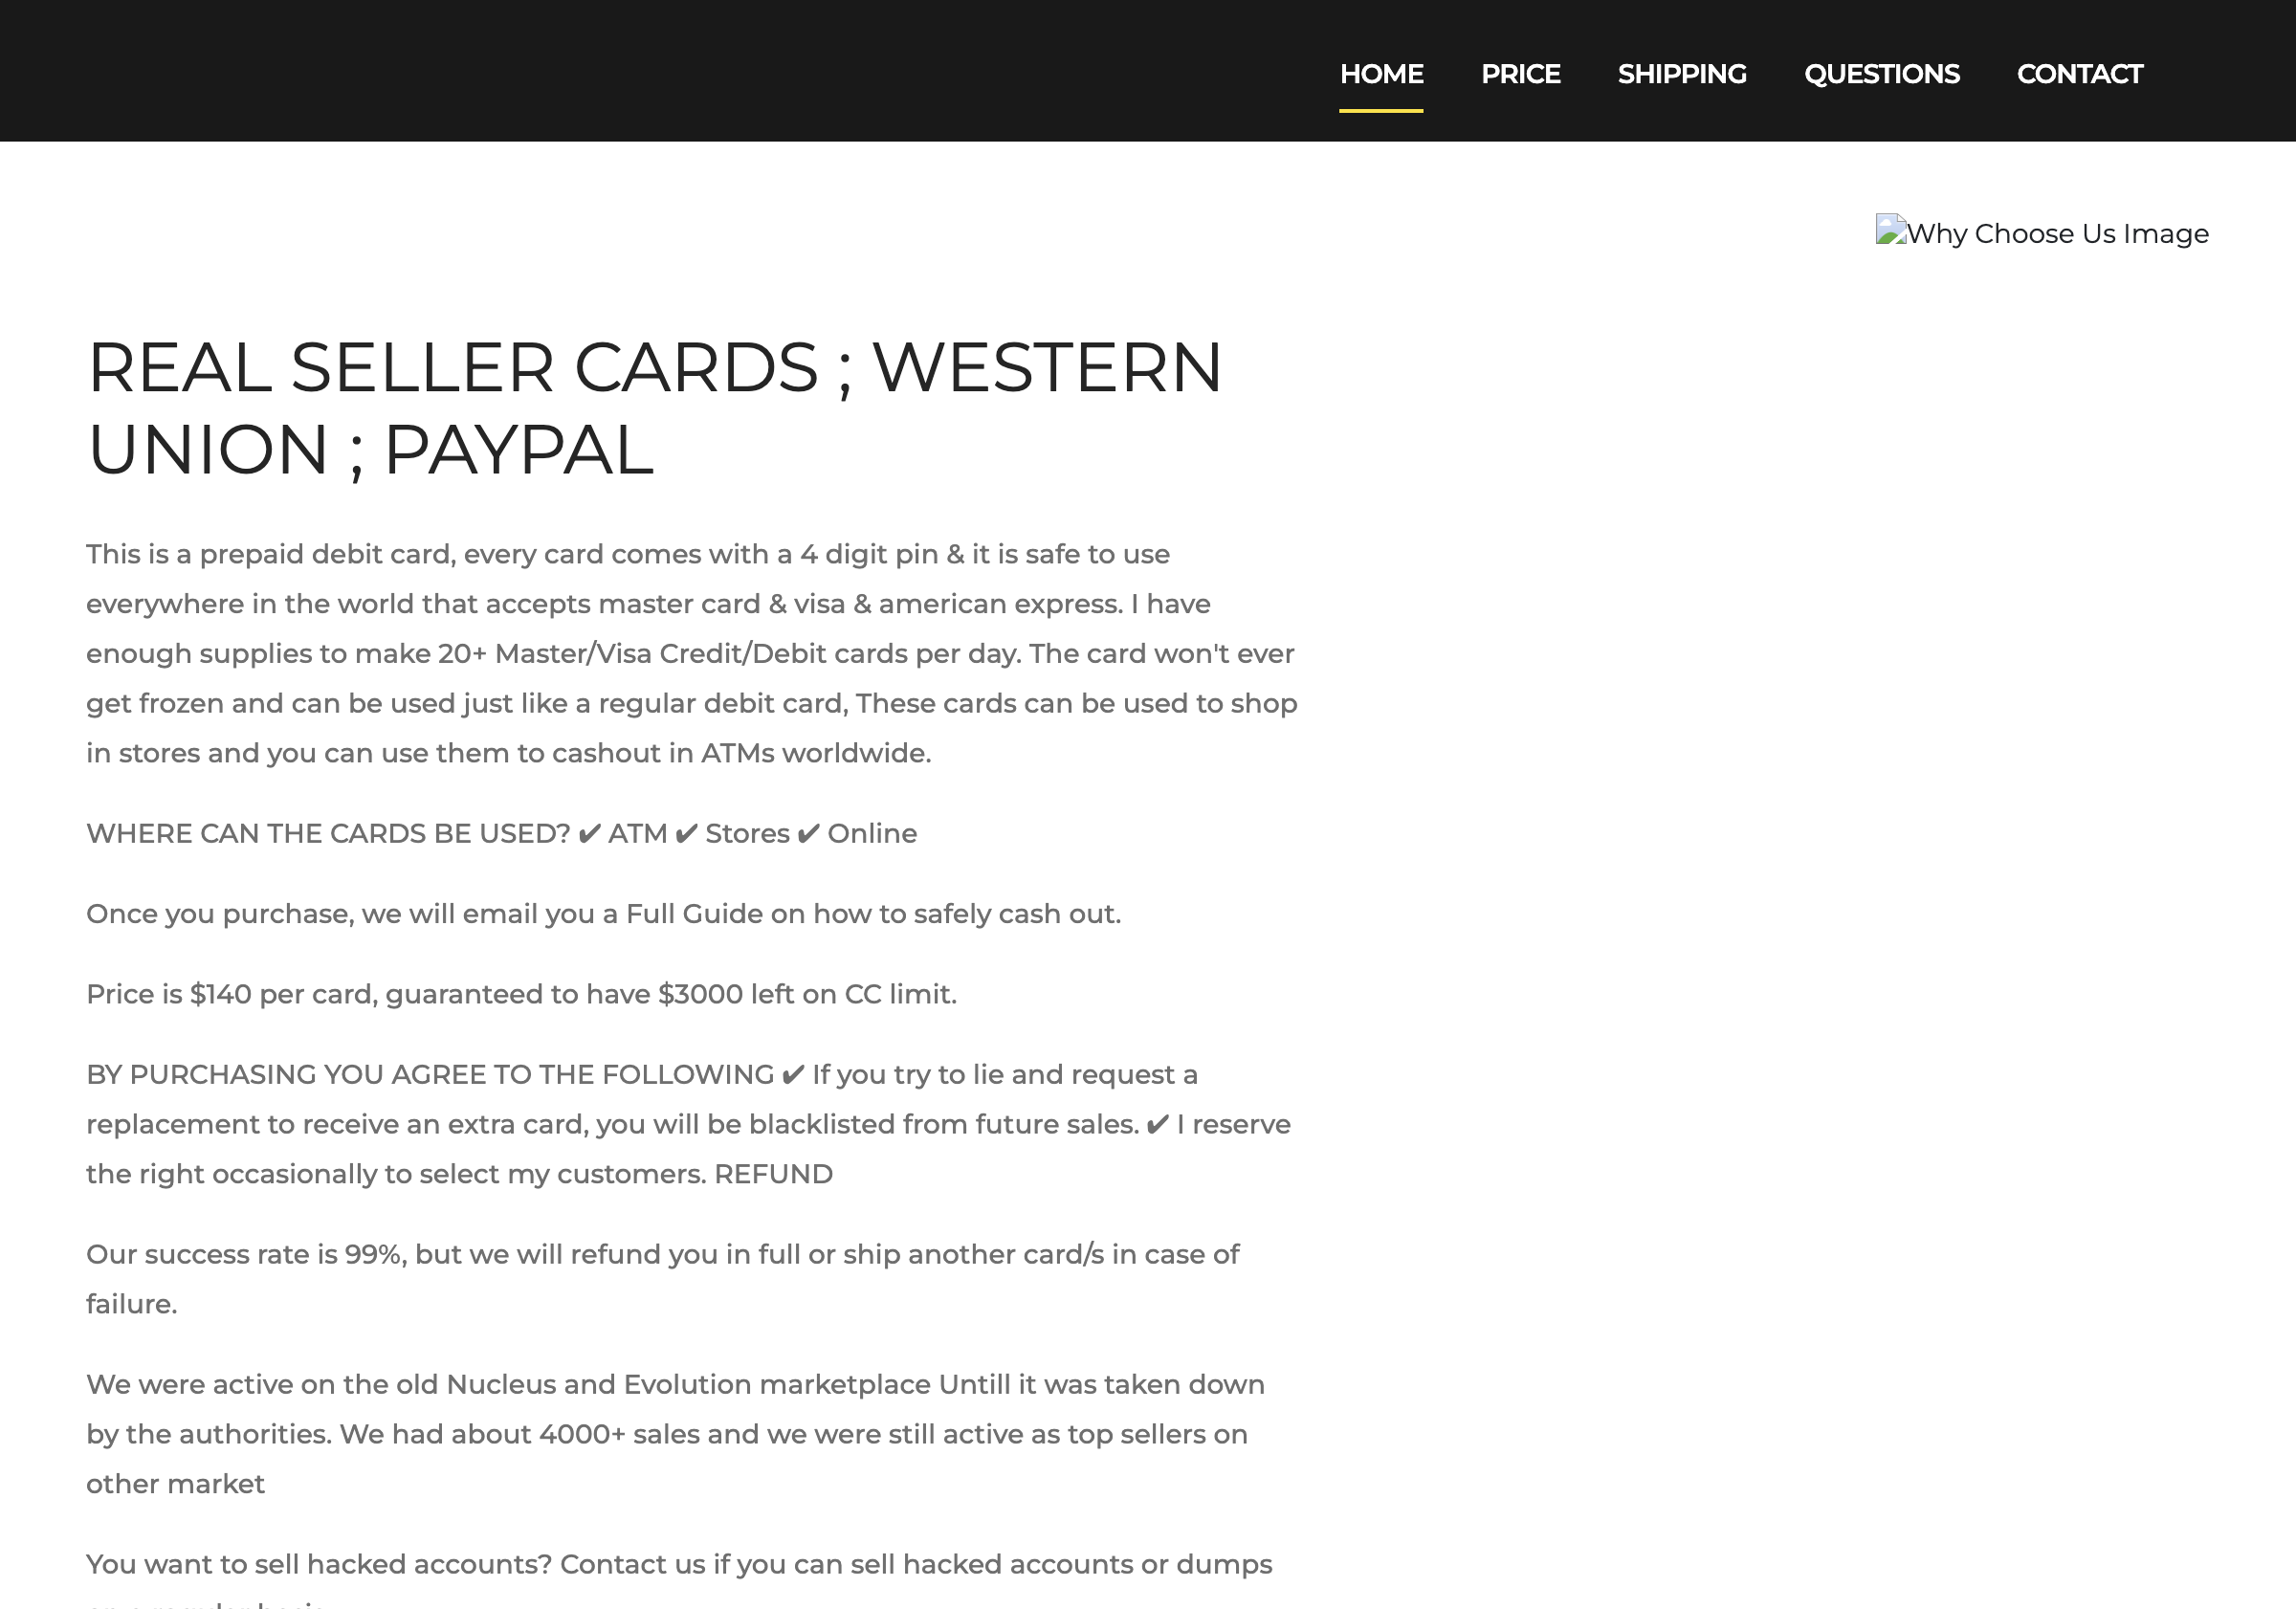 HOME PRICE SHIPPING QUESTIONS CONTACT
Why Choose Us Image
REAL SELLER CARDS ; WESTERN
UNION ; PAYPAL
This is a prepaid debit card, every card comes with a 4 digit pin & it is safe to use
everywhere in the world that accepts master card & visa & american express. I have
enough supplies to make 20+ Master/Visa Credit/Debit cards per day. The card won't ever
get frozen and can be used just like a regular debit card, These cards can be used to shop
in stores and you can use them to cashout in ATMs worldwide.
WHERE CAN THE CARDS BE USED? ✔ ATM ✔ Stores ✔ Online
Once you purchase, we will email you a Full Guide on how to safely cash out.
Price is $140 per card, guaranteed to have $3000 left on CC limit.
BY PURCHASING YOU AGREE TO THE FOLLOWING ✔ If you try to lie and request a
replacement to receive an extra card, you will be blacklisted from future sales. ✔ I reserve
the right occasionally to select my customers. REFUND
Our success rate is 99%, but we will refund you in full or ship another card/s in case of
failure.
We were active on the old Nucleus and Evolution marketplace Untill it was taken down
by the authorities. We had about 4000+ sales and we were still active as top sellers on
other market
You want to sell hacked accounts? Contact us if you can sell hacked accounts or dumps